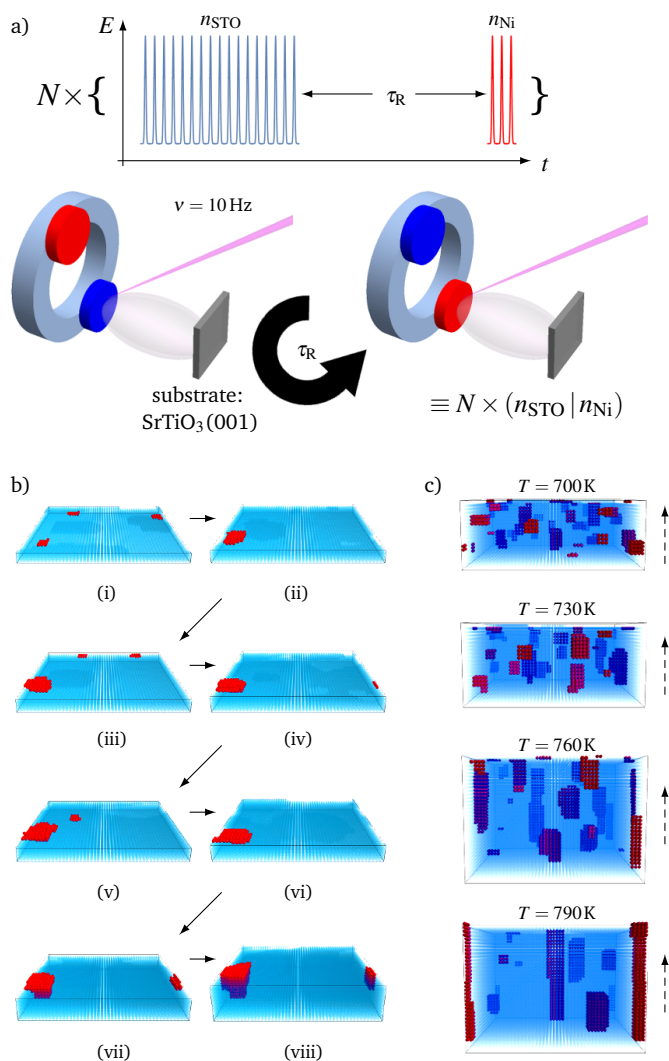 a)
E
n_STO
n_Ni
N × {
τ_R
}
t
ν = 10 Hz
τ_R
substrate:
SrTiO₃(001)
≡ N × (n_STO | n_Ni)
b)
(i)
(ii)
(iii)
(iv)
(v)
(vi)
(vii)
(viii)
c)
T = 700 K
T = 730 K
T = 760 K
T = 790 K